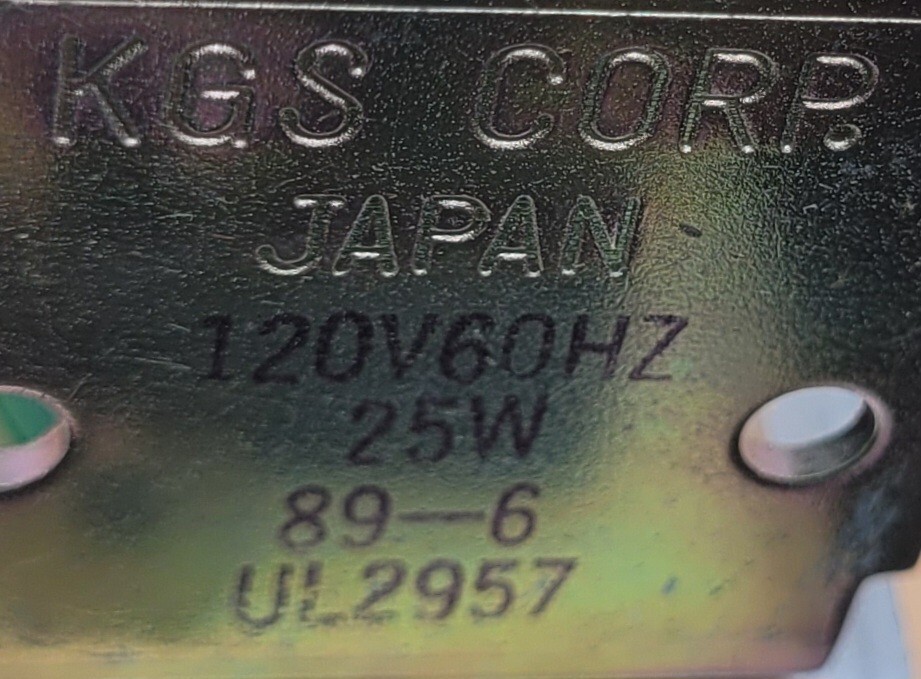 KGS CORP.
JAPAN
120V60HZ
25W
89—6
UL2957